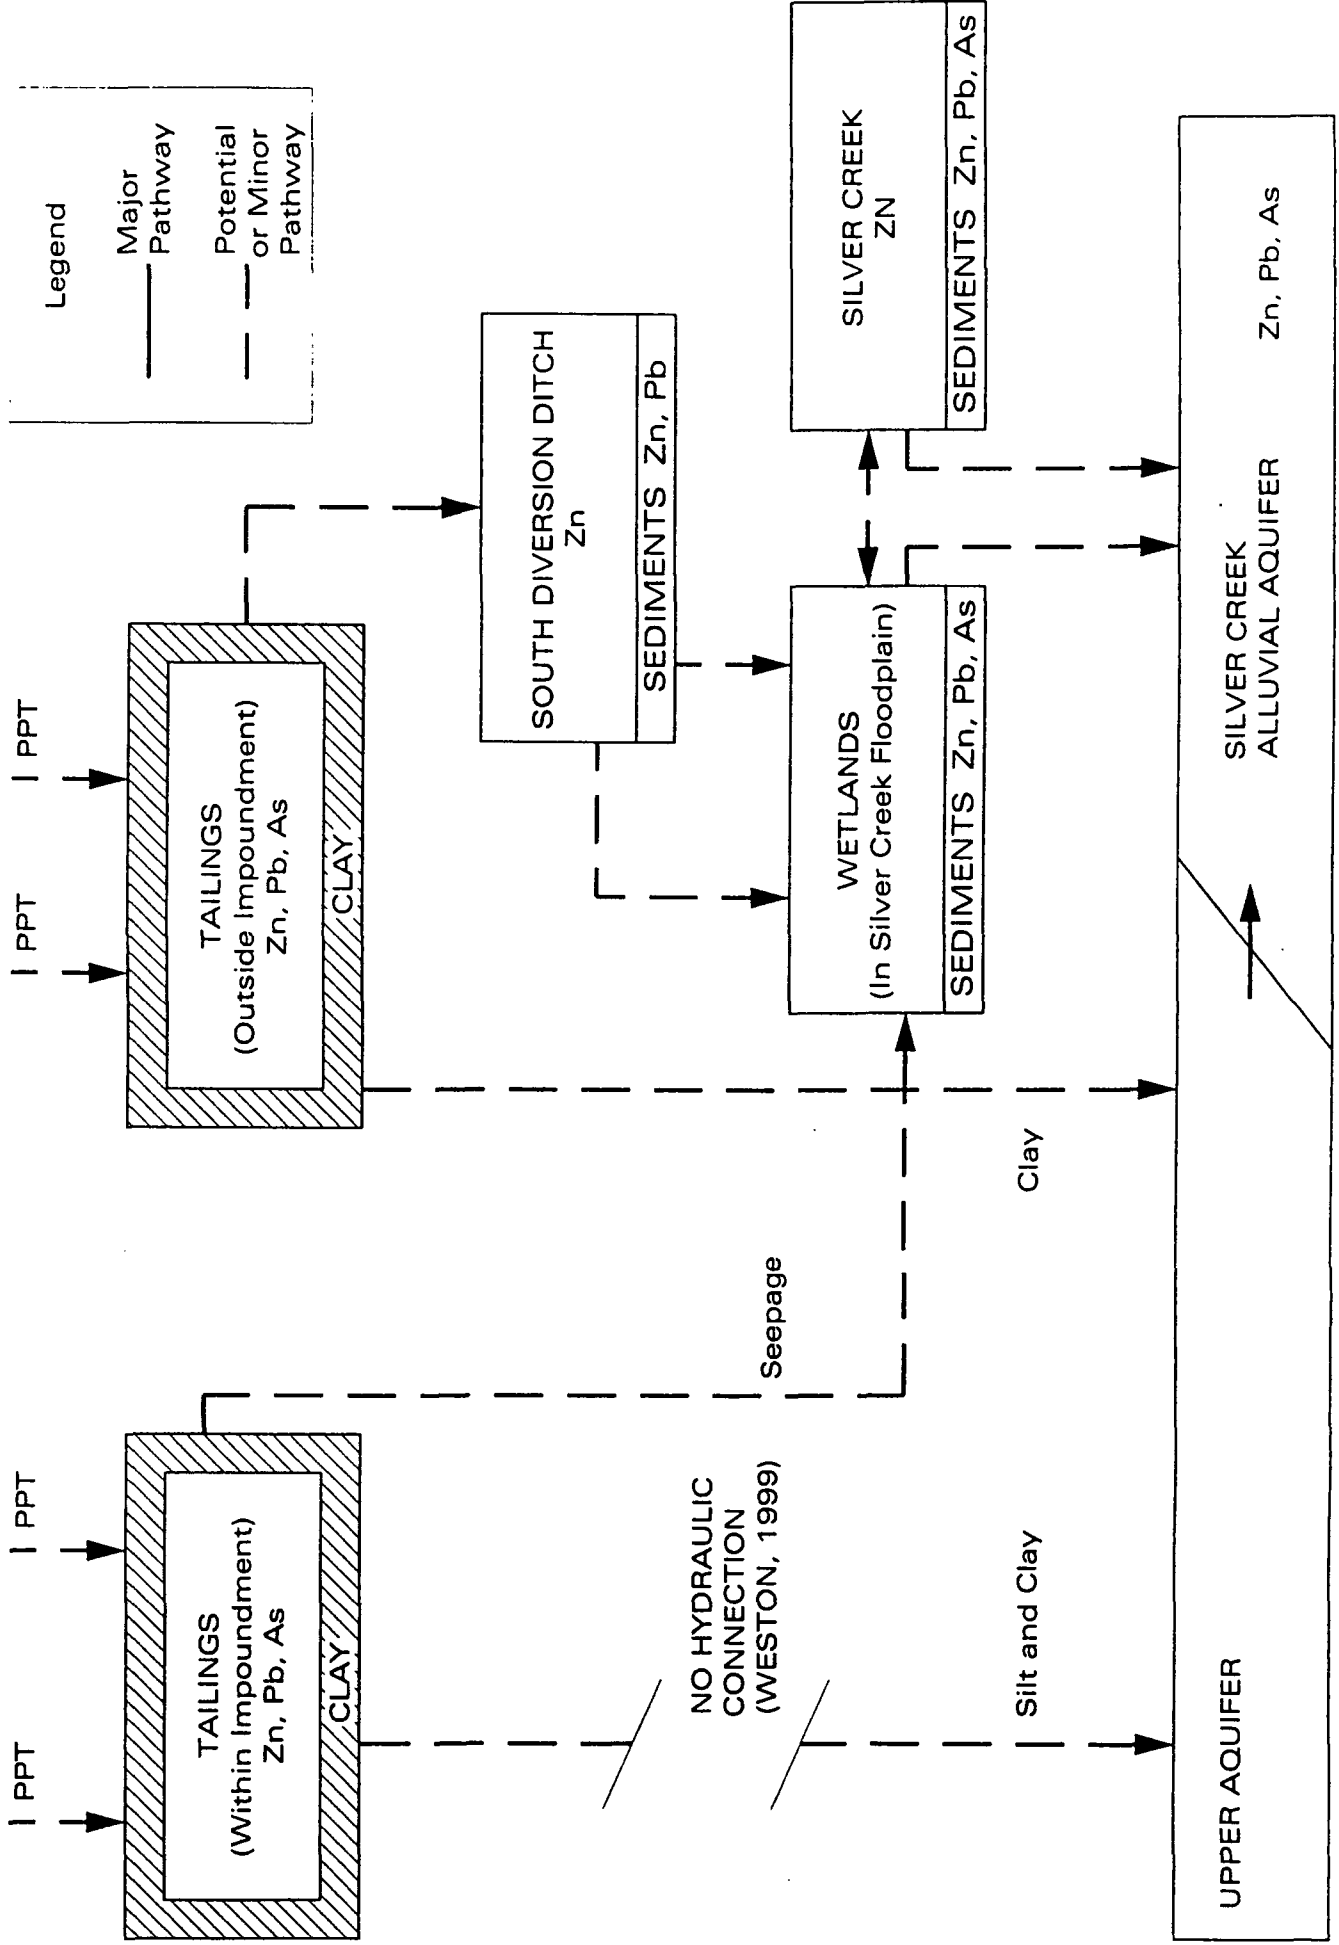 PPT
PPT
PPT
PPT
Legend
Major
Pathway
Potential
or Minor
Pathway
TAILINGS
(Within Impoundment)
Zn, Pb, As
CLAY
TAILINGS
(Outside Impoundment)
Zn, Pb, As
CLAY
SOUTH DIVERSION DITCH
Zn
SEDIMENTS Zn, Pb
NO HYDRAULIC
CONNECTION
(WESTON, 1999)
Seepage
WETLANDS
(In Silver Creek Floodplain)
SEDIMENTS Zn, Pb, As
SILVER CREEK
ZN
SEDIMENTS Zn, Pb, As
Silt and Clay
Clay
UPPER AQUIFER
SILVER CREEK
ALLUVIAL AQUIFER
Zn, Pb, As